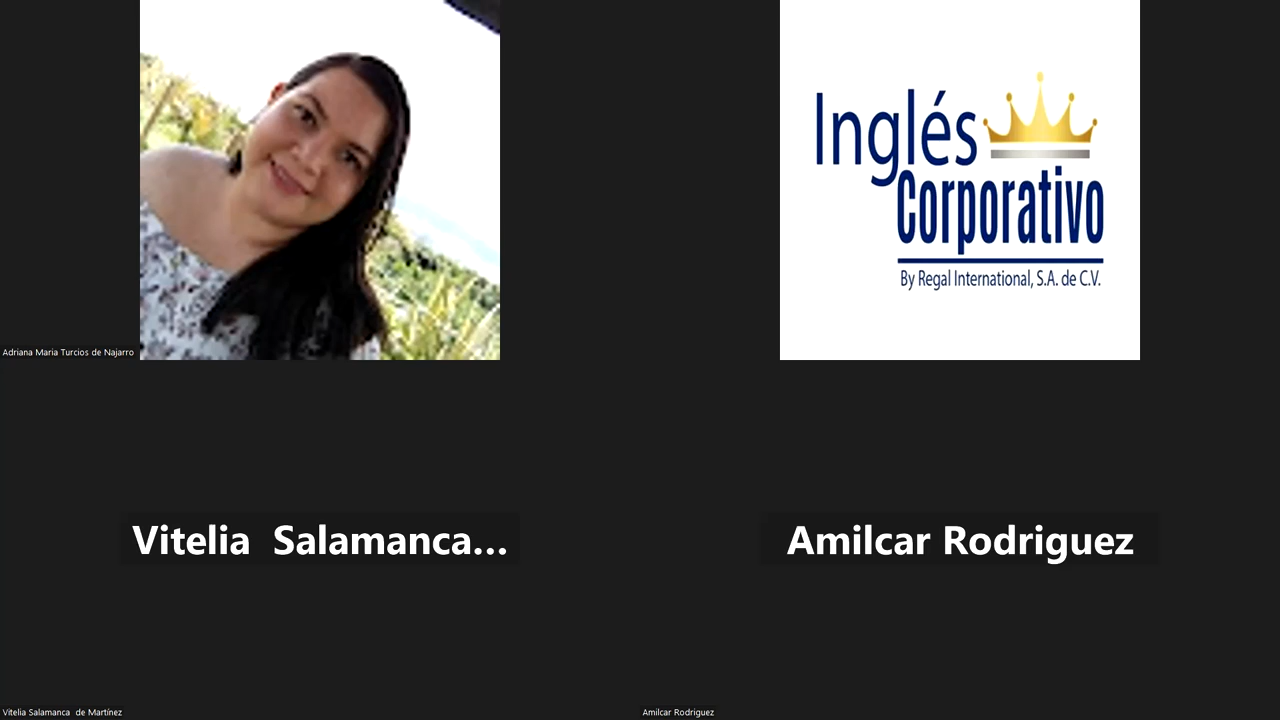 Adriana Maria Turcios de Najarro
Inglés
Corporativo
By Regal International, S.A. de C.V.
Vitelia  Salamanca...
Vitelia Salamanca  de Martínez
Amilcar Rodriguez
Amilcar Rodriguez